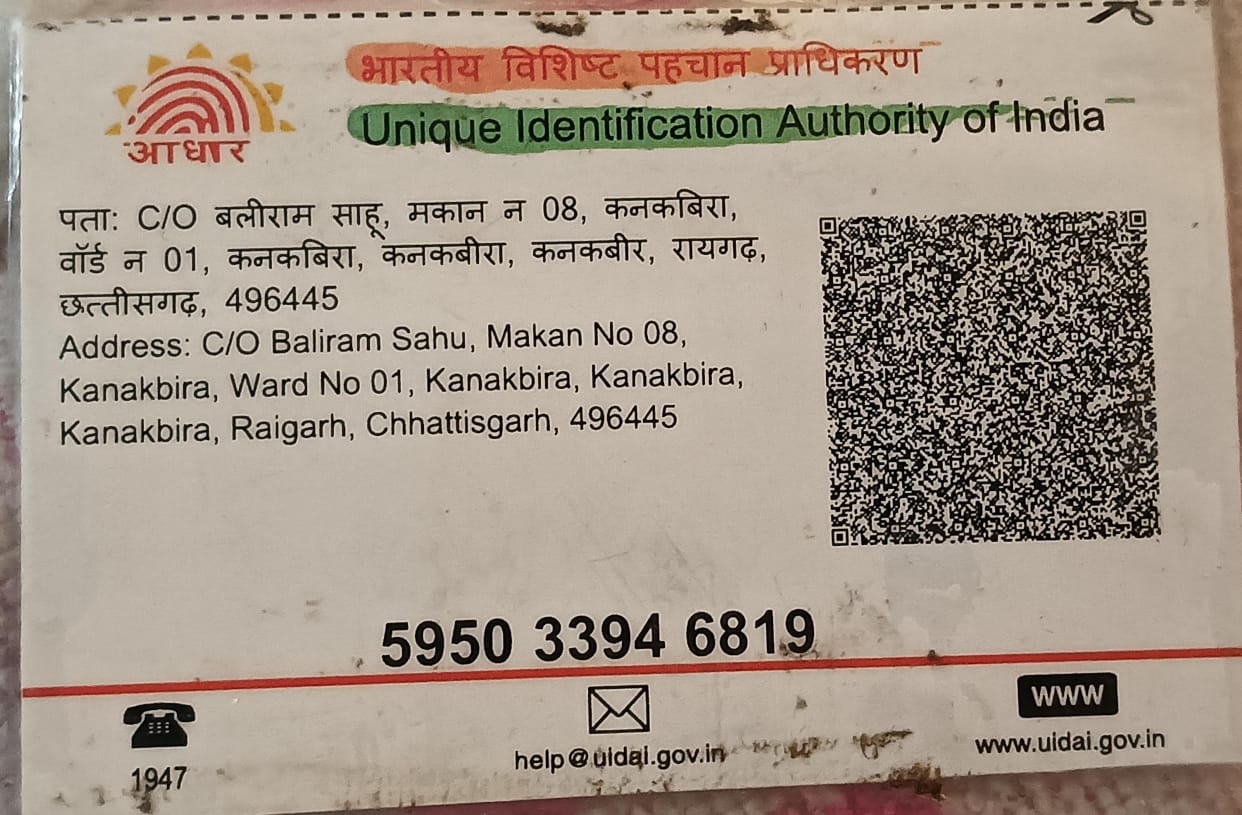 भारतीय विशिष्ट पहचान प्राधिकरण
Unique Identification Authority of India
आधार
पता: C/O बलीराम साहू, मकान न 08, कनकबिरा,
वॉर्ड न 01, कनकबिरा, कनकबीरा, कनकबीर, रायगढ़,
छत्तीसगढ़, 496445
Address: C/O Baliram Sahu, Makan No 08,
Kanakbira, Ward No 01, Kanakbira, Kanakbira,
Kanakbira, Raigarh, Chhattisgarh, 496445
5950 3394 6819
WWW
1947
help@uidai.gov.in
www.uidai.gov.in